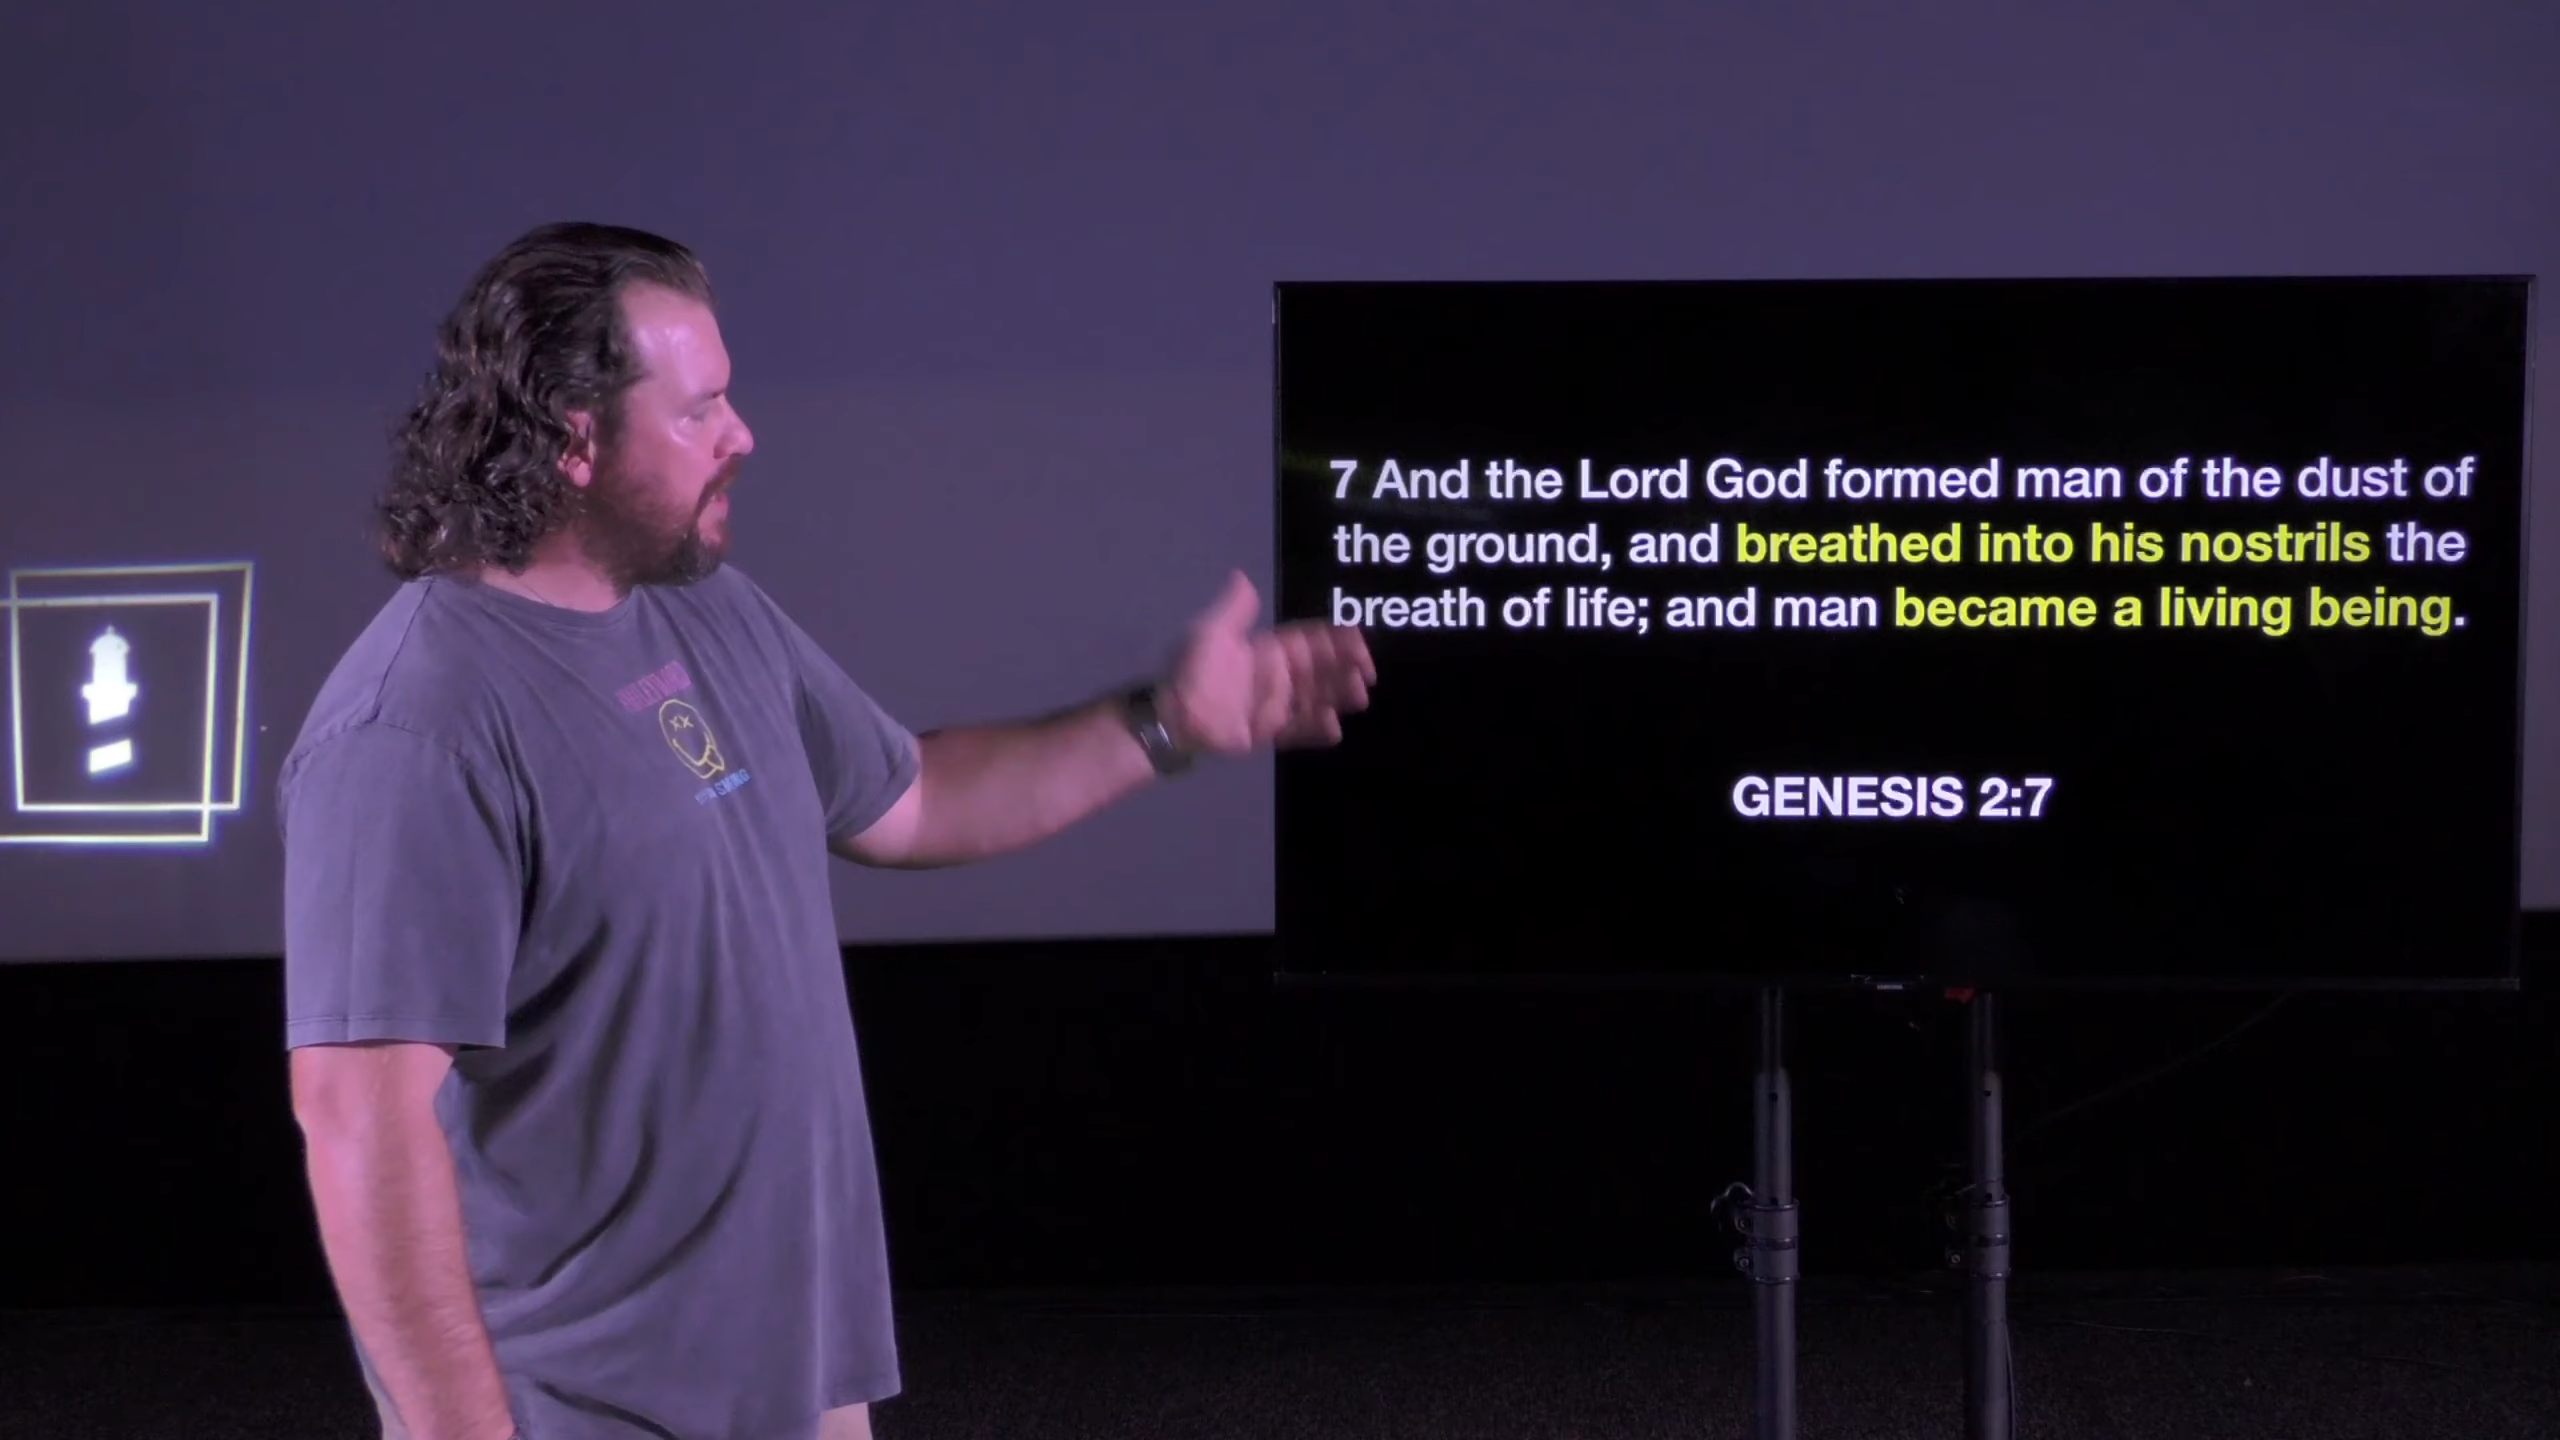 7 And the Lord God formed man of the dust of
the ground, and breathed into his nostrils the
breath of life; and man became a living being.
GENESIS 2:7